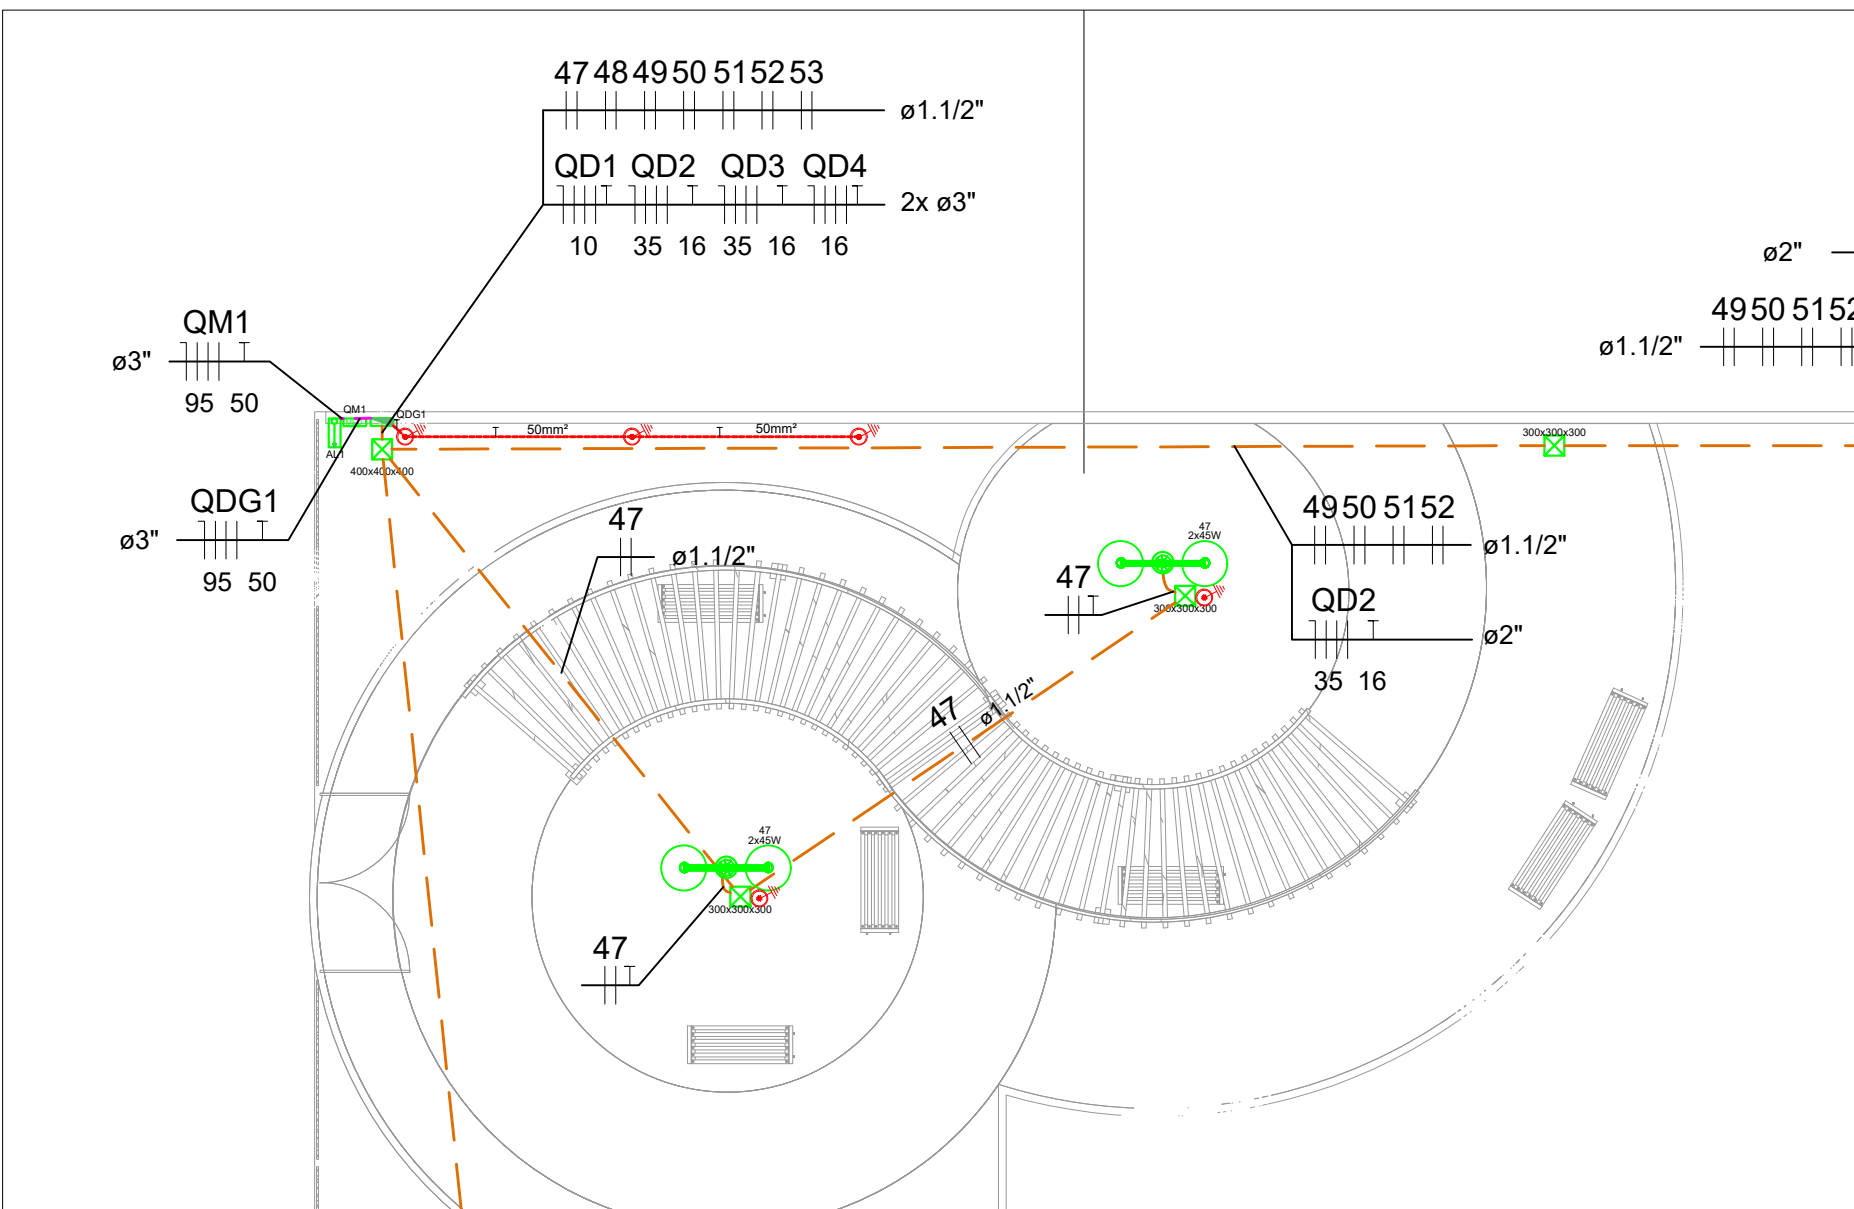 47 48 49 50 51 52 53
ø1.1/2"
QD1 QD2 QD3 QD4
2x ø3"
10 35 16 35 16 16
ø2"
49 50 51 52
ø1.1/2"
QM1
ø3"
95 50
QM1
QDG1
AL1
400x400x400
50mm²
50mm²
300x300x300
QDG1
ø3"
95 50
47
ø1.1/2"
47
2x45W
47
300x300x300
49 50 51 52
ø1.1/2"
QD2
ø2"
35 16
47
ø1.1/2"
47
2x45W
300x300x300
47